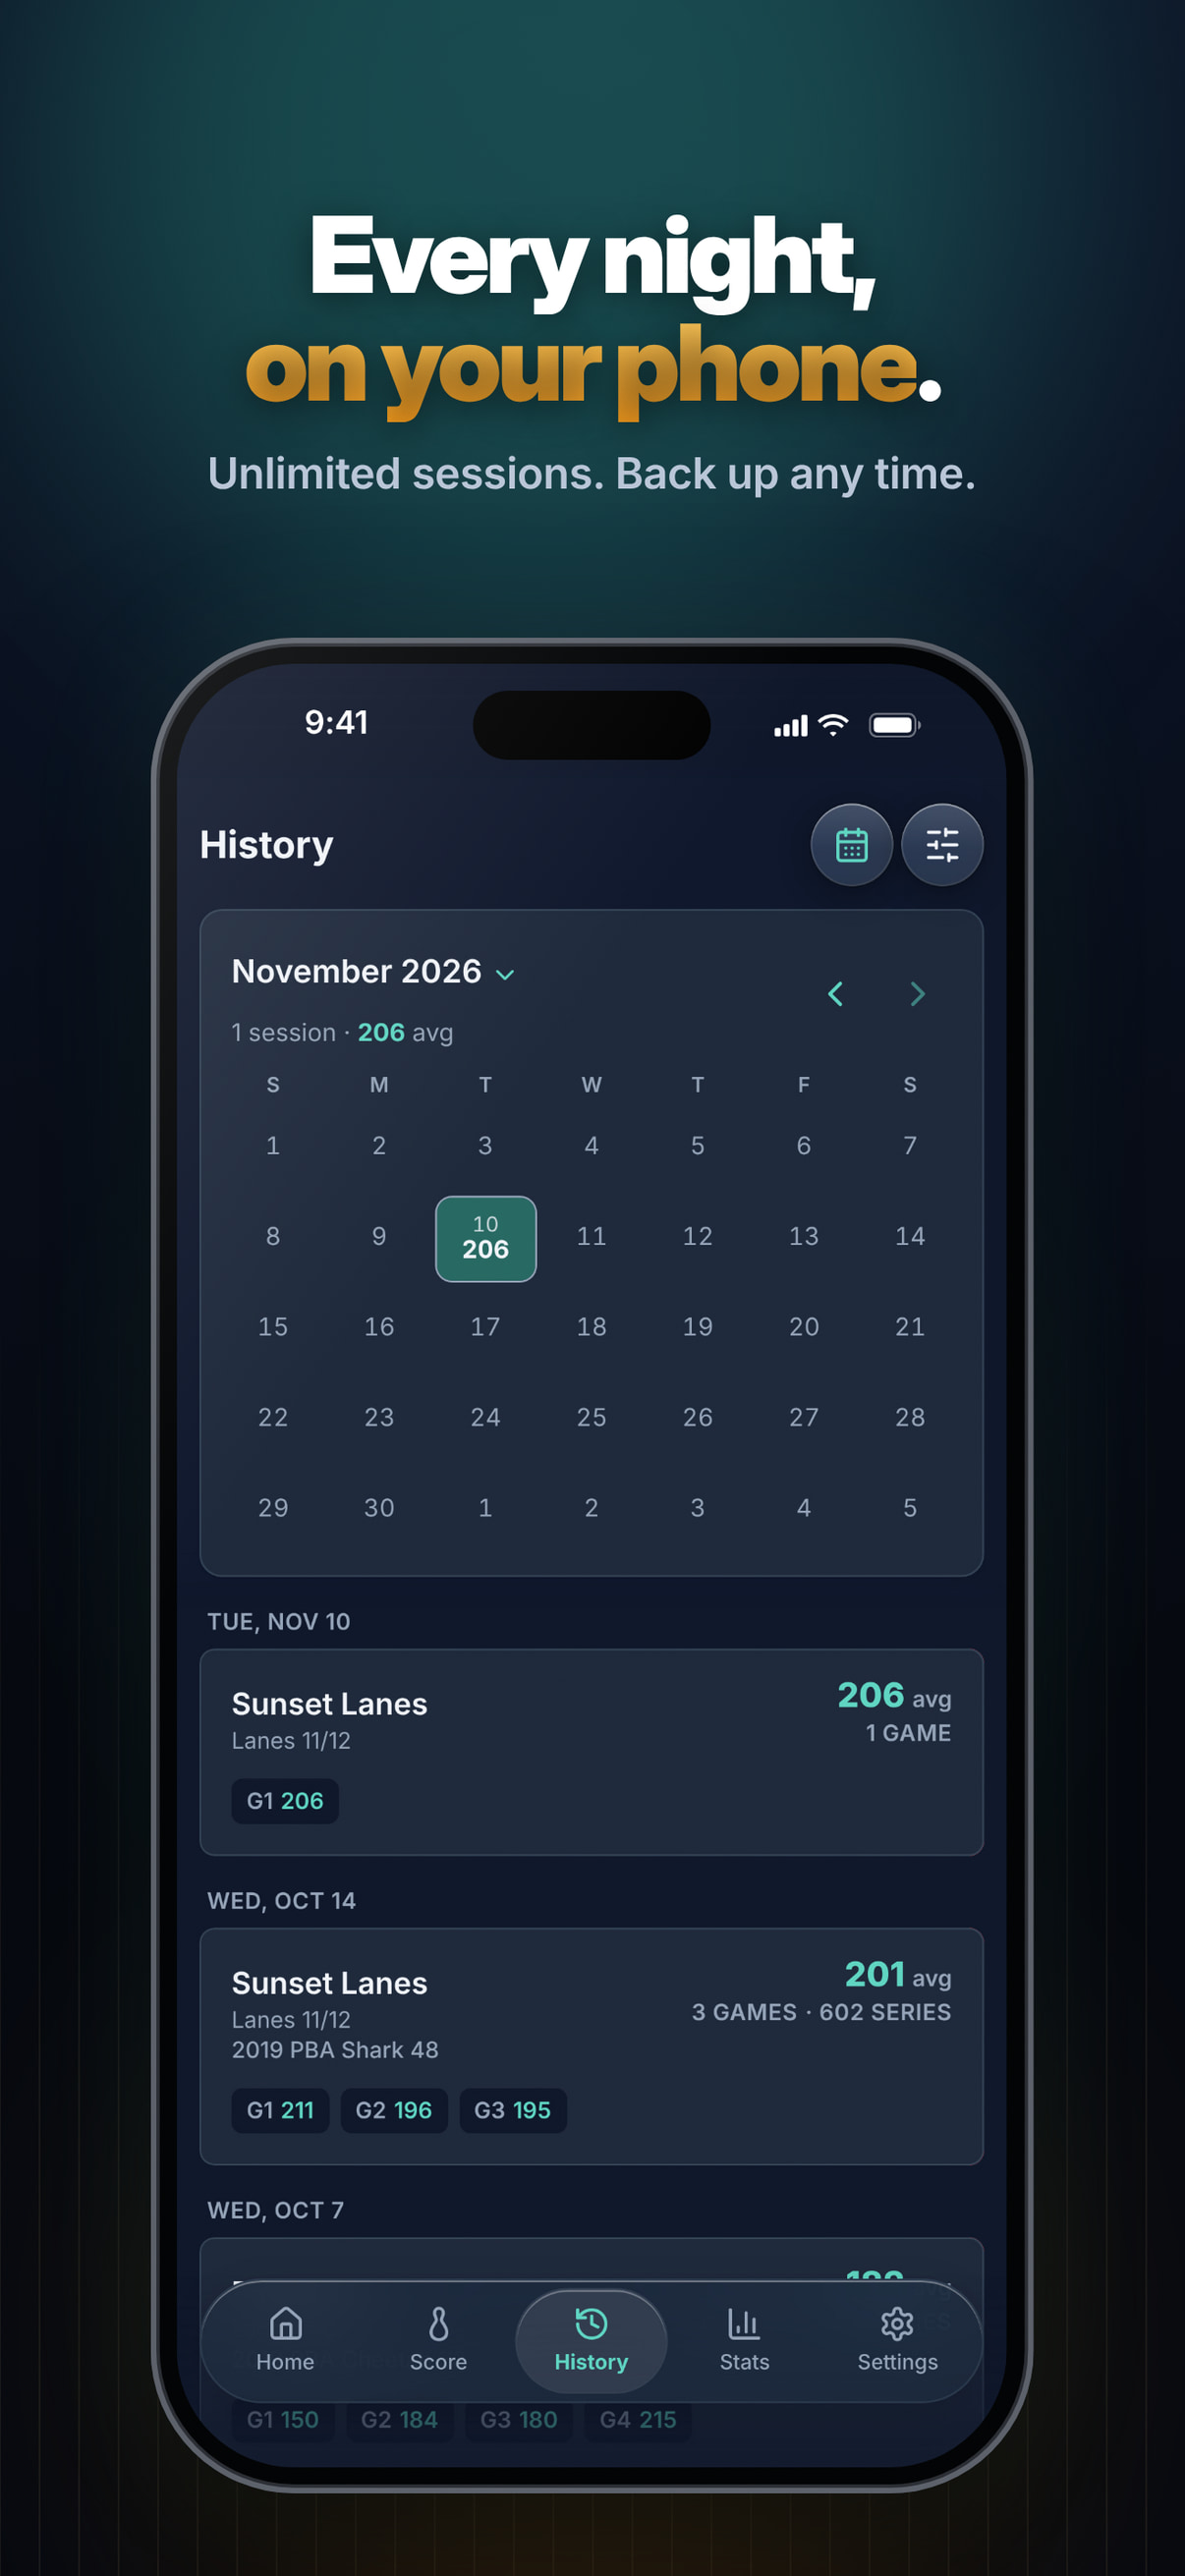 Every night,
on your phone.
Unlimited sessions. Back up any time.
9:41
History
November 2026
1 session · 206 avg
S M T W T F S
1 2 3 4 5 6 7
8 9 10 11 12 13 14
206
15 16 17 18 19 20 21
22 23 24 25 26 27 28
29 30 1 2 3 4 5
TUE, NOV 10
Sunset Lanes
206 avg
Lanes 11/12
1 GAME
G1 206
WED, OCT 14
Sunset Lanes
201 avg
Lanes 11/12
3 GAMES · 602 SERIES
2019 PBA Shark 48
G1 211 G2 196 G3 195
WED, OCT 7
Home Score History Stats Settings
G1 150 G2 184 G3 180 G4 215